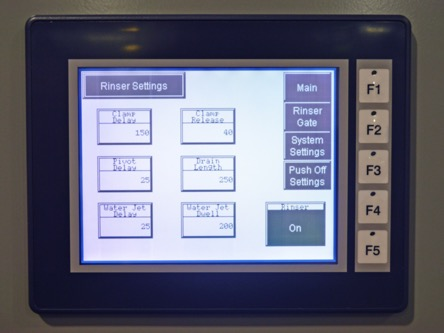 Rinser Settings
Main
Clamp
Delay
150
Clamp
Release
40
Rinser
Gate
System
Settings
Pivot
Delay
25
Drain
Length
250
Push Off
Settings
Water Jet
Delay
25
Water Jet
Dwell
200
Rinser
On
F1
F2
F3
F4
F5